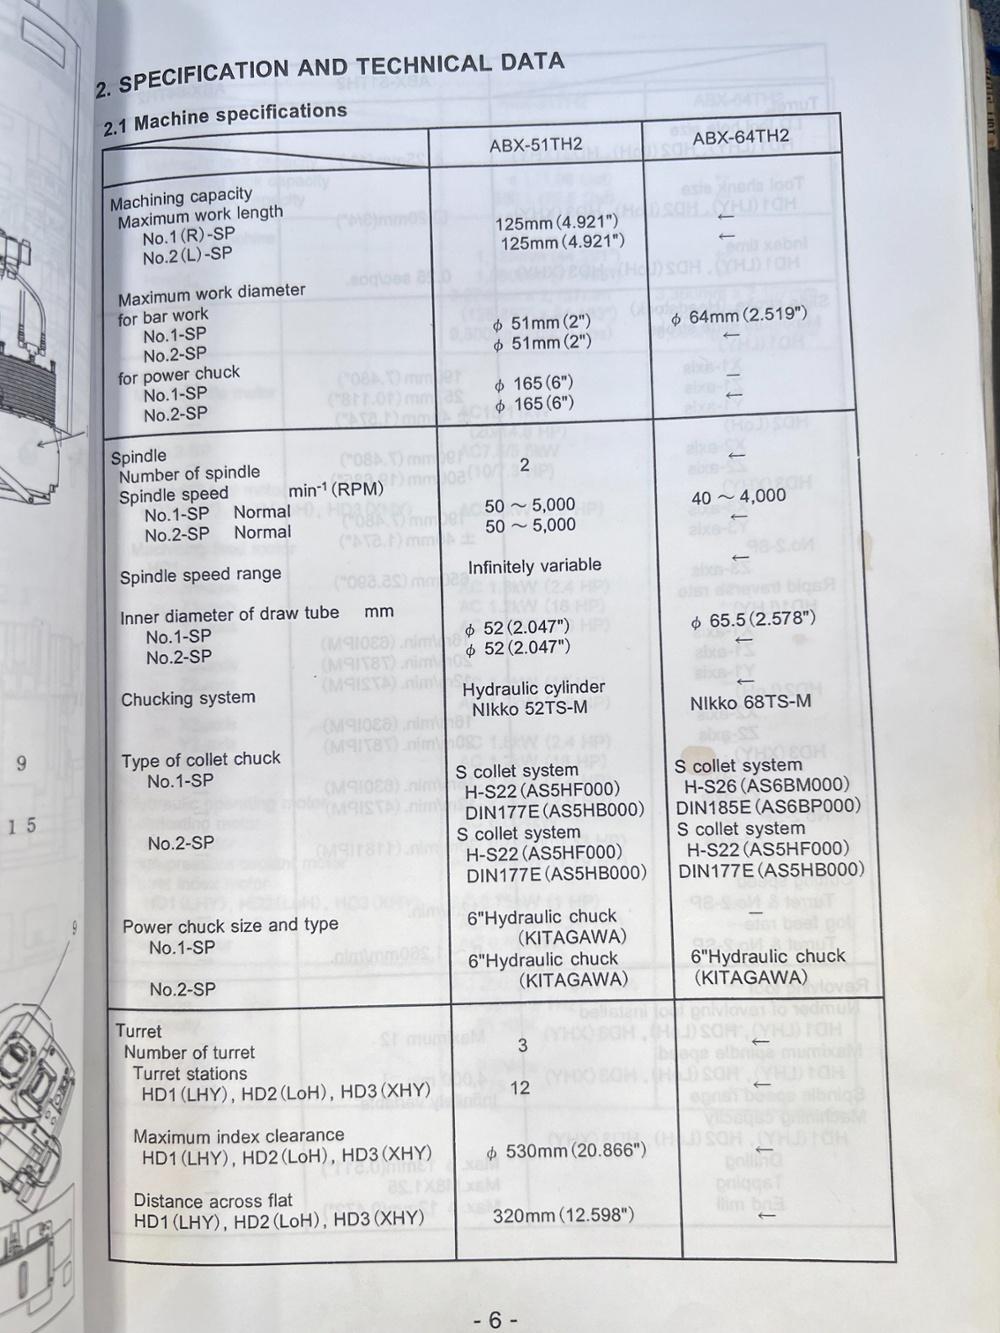 2. SPECIFICATION AND TECHNICAL DATA
2.1 Machine specifications
ABX-51TH2 ABX-64TH2
Machining capacity
Maximum work length
No.1(R)-SP 125mm(4.921") ←
No.2(L)-SP 125mm(4.921") ←
Maximum work diameter
for bar work
No.1-SP φ 51mm(2") φ 64mm(2.519")
No.2-SP φ 51mm(2") ←
for power chuck
No.1-SP φ 165(6") –
No.2-SP φ 165(6") ←
Spindle
Number of spindle 2 ←
Spindle speed min-1(RPM)
No.1-SP Normal 50 ～ 5,000 40 ～ 4,000
No.2-SP Normal 50 ～ 5,000 ←
Spindle speed range Infinitely variable ←
Inner diameter of draw tube mm
No.1-SP φ 52(2.047") φ 65.5(2.578")
No.2-SP φ 52(2.047") ←
Chucking system Hydraulic cylinder ←
NIkko 52TS-M NIkko 68TS-M
Type of collet chuck
No.1-SP S collet system S collet system
H-S22(AS5HF000) H-S26(AS6BM000)
DIN177E(AS5HB000) DIN185E(AS6BP000)
No.2-SP S collet system S collet system
H-S22(AS5HF000) H-S22(AS5HF000)
DIN177E(AS5HB000) DIN177E(AS5HB000)
Power chuck size and type
No.1-SP 6"Hydraulic chuck –
(KITAGAWA)
No.2-SP 6"Hydraulic chuck 6"Hydraulic chuck
(KITAGAWA) (KITAGAWA)
Turret
Number of turret 3 ←
Turret stations
HD1(LHY), HD2(LoH), HD3(XHY) 12 ←
Maximum index clearance
HD1(LHY), HD2(LoH), HD3(XHY) φ 530mm(20.866") ←
Distance across flat
HD1(LHY), HD2(LoH), HD3(XHY) 320mm(12.598") ←
- 6 -
9
15
9